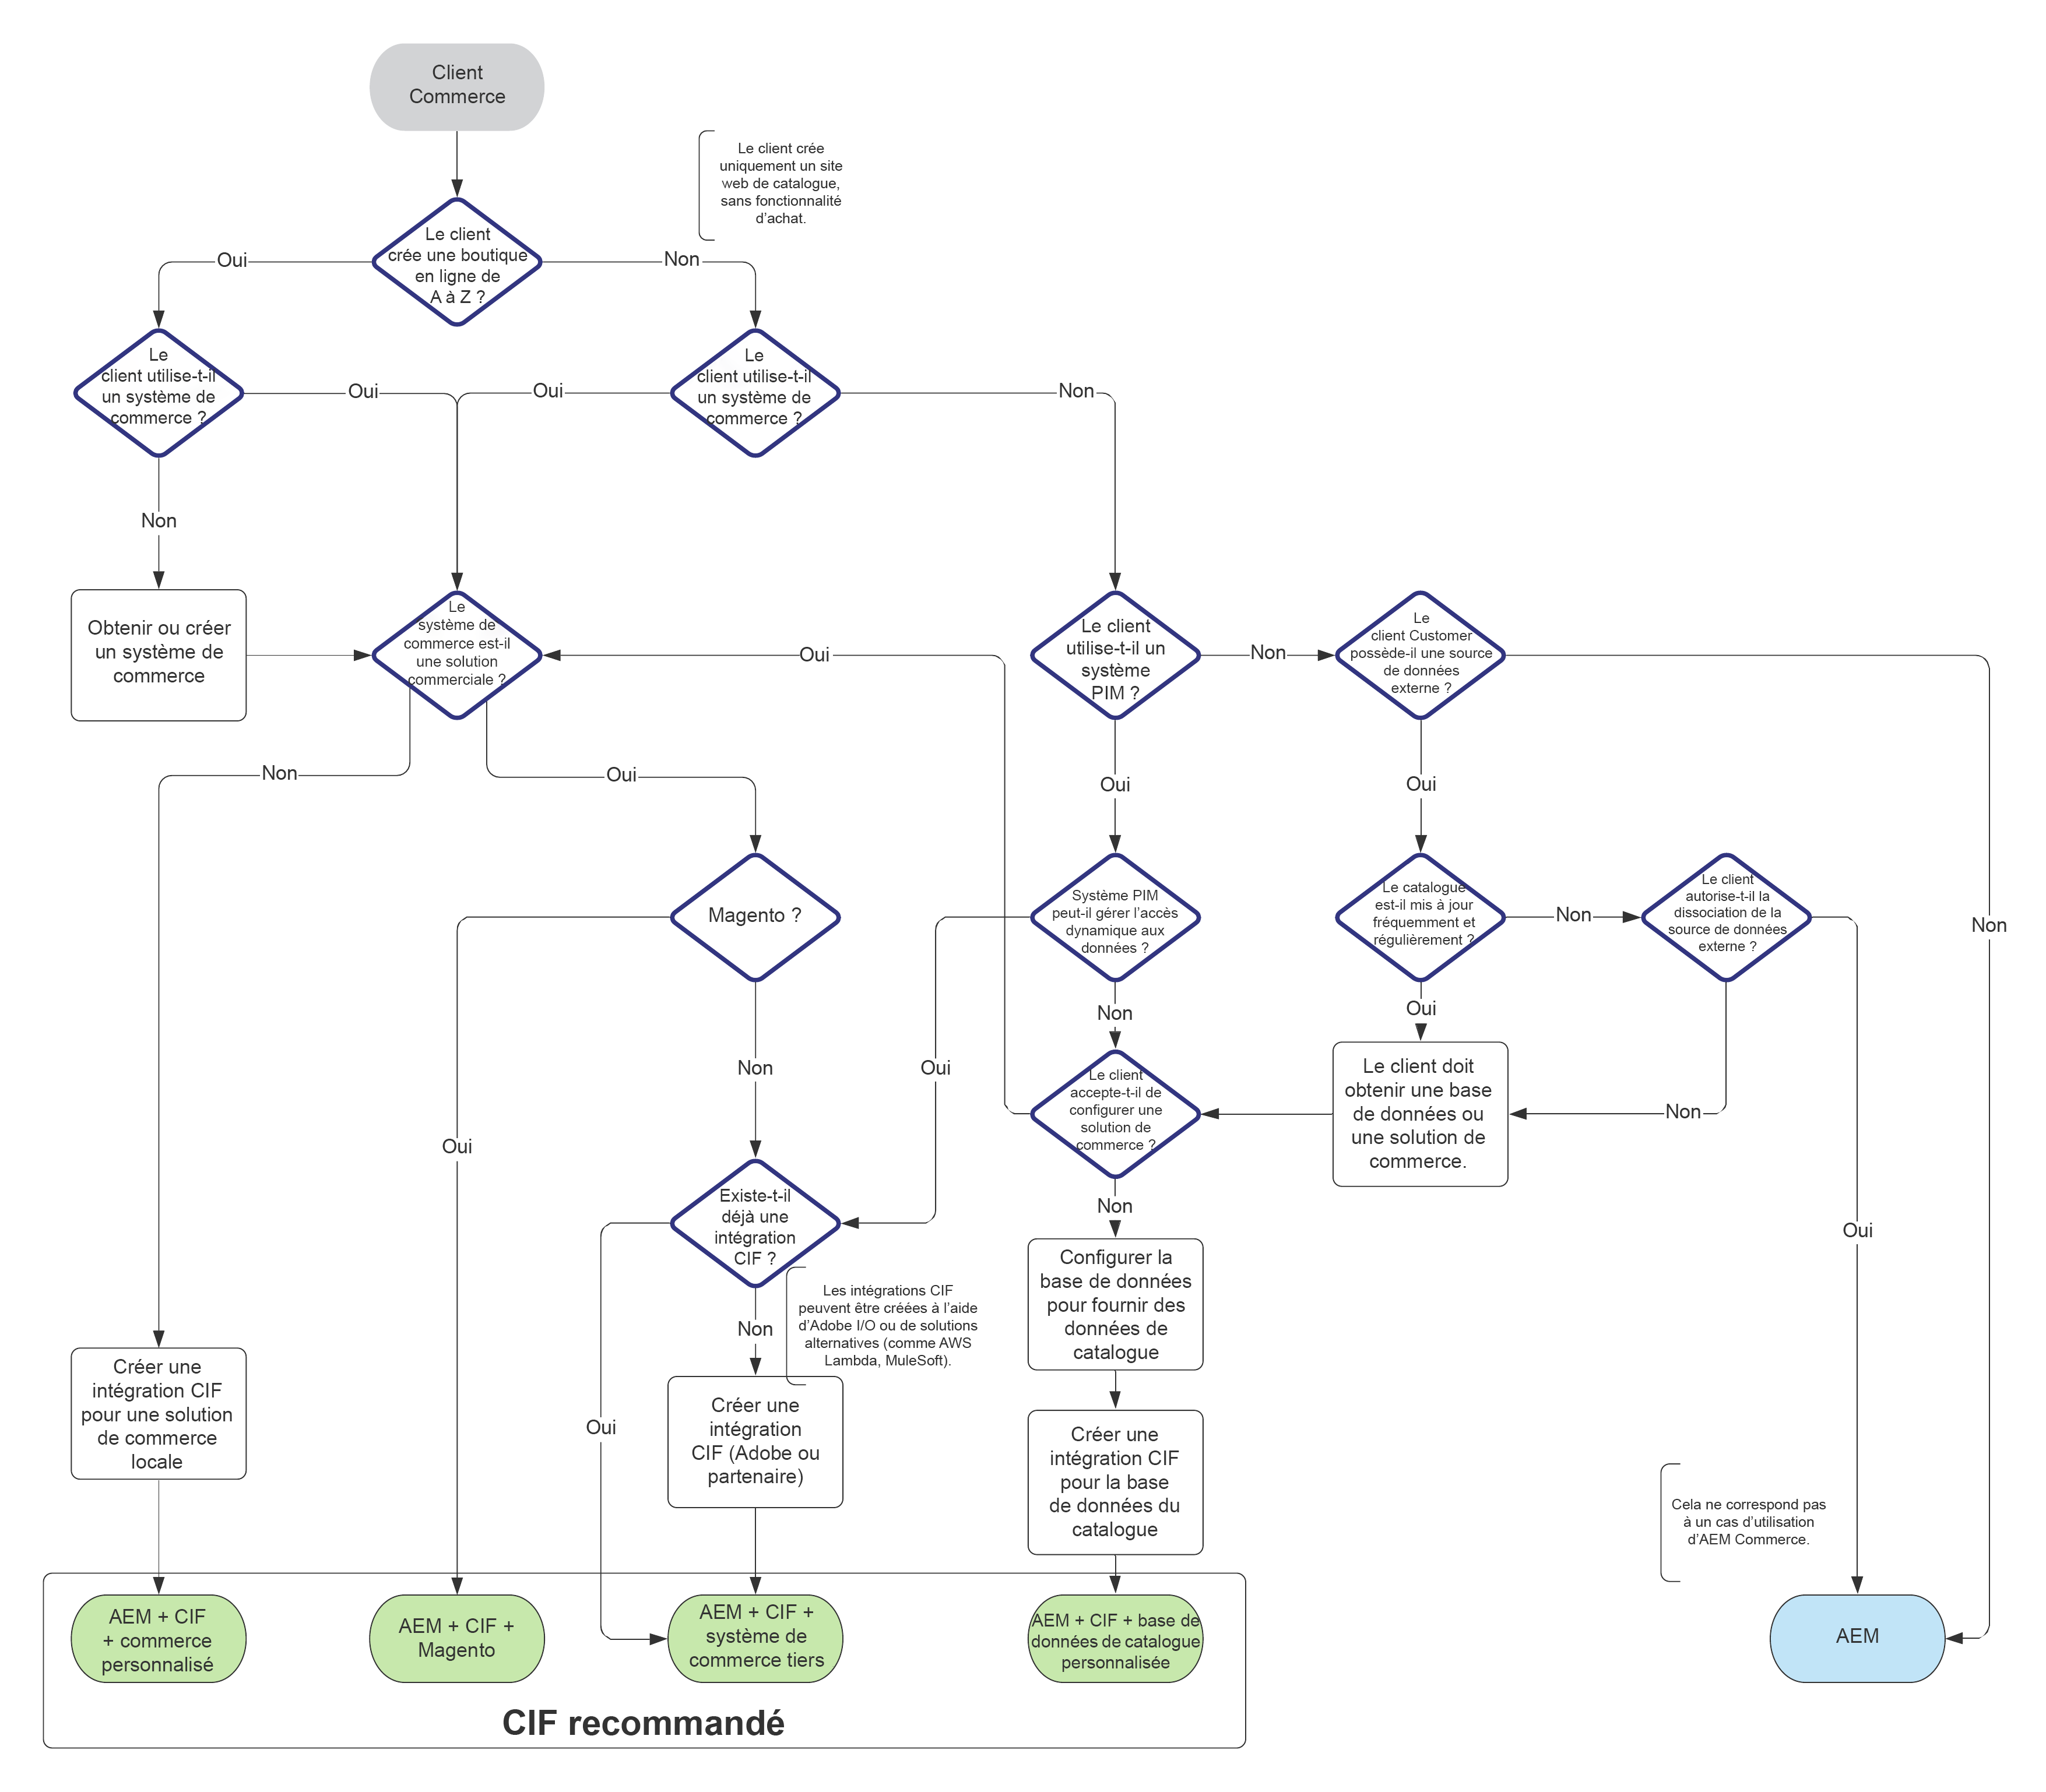 Client
Commerce
Le client crée
uniquement un site
web de catalogue,
sans fonctionnalité
d’achat.
Le client
crée une boutique
en ligne de
A à Z ?
Oui
Non
Le
client utilise-t-il
un système de
commerce ?
Oui
Oui
Le
client utilise-t-il
un système de
commerce ?
Non
Non
Obtenir ou créer
un système de
commerce
Le
système de
commerce est-il
une solution
commerciale ?
Oui
Le client
utilise-t-il un
système
PIM ?
Non
Le
client Customer
possède-il une source
de données
externe ?
Non
Oui
Oui
Oui
Magento ?
Système PIM
peut-il gérer l’accès
dynamique aux
données ?
Le catalogue
est-il mis à jour
fréquemment et
régulièrement ?
Non
Le client
autorise-t-il la
dissociation de la
source de données
externe ?
Non
Non
Oui
Non
Oui
Oui
Le client
accepte-t-il de
configurer une
solution de
commerce ?
Le client doit
obtenir une base
de données ou
une solution de
commerce.
Non
Non
Oui
Existe-t-il
déjà une
intégration
CIF ?
Oui
Configurer la
base de données
pour fournir des
données de
catalogue
Non
Les intégrations CIF
peuvent être créées à l’aide
d’Adobe I/O ou de solutions
alternatives (comme AWS
Lambda, MuleSoft).
Créer une
intégration CIF
pour une solution
de commerce
locale
Oui
Créer une
intégration
CIF (Adobe ou
partenaire)
Créer une
intégration CIF
pour la base
de données du
catalogue
Cela ne correspond pas
à un cas d’utilisation
d’AEM Commerce.
AEM + CIF
+ commerce
personnalisé
AEM + CIF +
Magento
AEM + CIF +
système de
commerce tiers
AEM + CIF + base de
données de catalogue
personnalisée
AEM
CIF recommandé